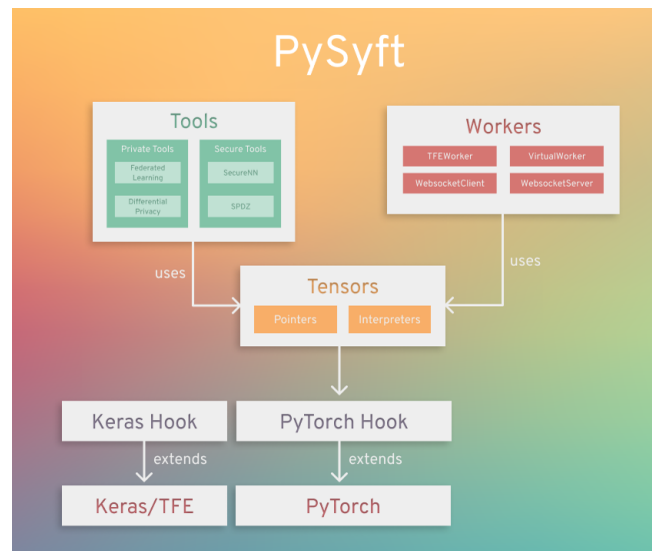 PySyft
Tools
Private Tools
Federated
Learning
Differential
Privacy
Secure Tools
SecureNN
SPDZ
Workers
TFEWorker
VirtualWorker
WebsocketClient
WebsocketServer
uses
uses
Tensors
Pointers
Interpreters
Keras Hook
PyTorch Hook
extends
extends
Keras/TFE
PyTorch